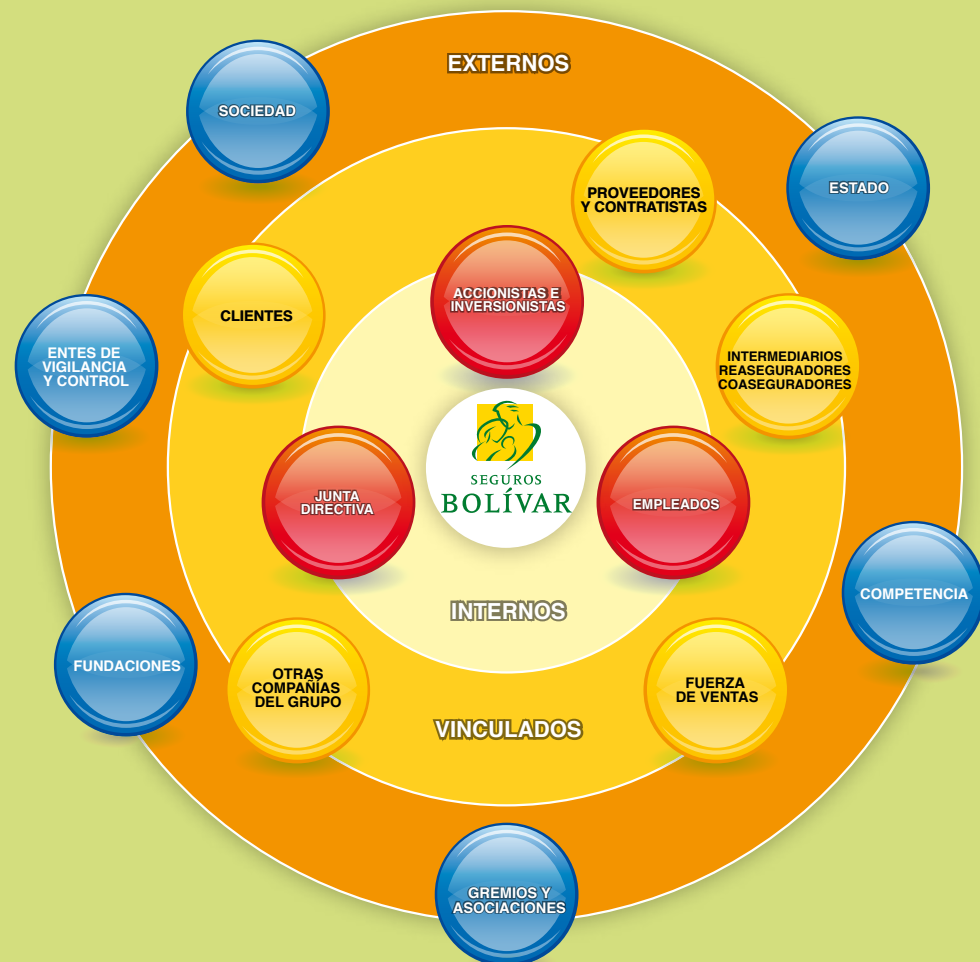 EXTERNOS
SOCIEDAD
ESTADO
PROVEEDORES
Y CONTRATISTAS
ACCIONISTAS E
INVERSIONISTAS
CLIENTES
ENTES DE
VIGILANCIA
Y CONTROL
INTERMEDIARIOS
REASEGURADORES
COASEGURADORES
SEGUROS
BOLÍVAR
JUNTA
DIRECTIVA
EMPLEADOS
COMPETENCIA
INTERNOS
FUNDACIONES
OTRAS
COMPAÑÍAS
DEL GRUPO
FUERZA
DE VENTAS
VINCULADOS
GREMIOS Y
ASOCIACIONES